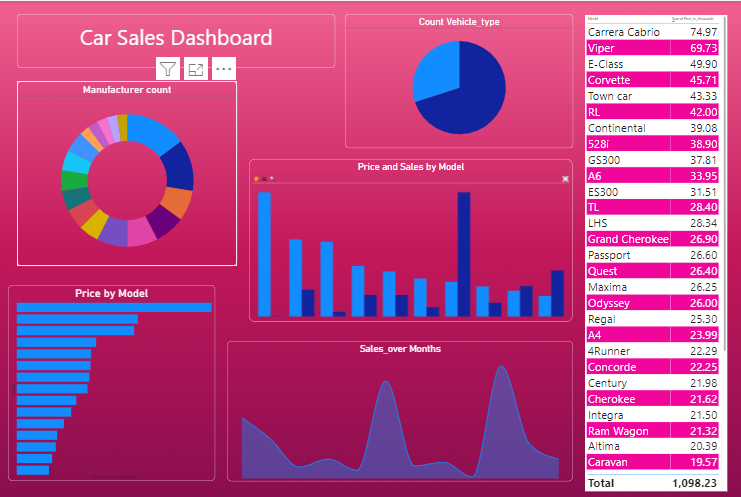 Car Sales Dashboard
Count Vehicle_type
Manufacturer count
Price and Sales by Model
Price by Model
Sales_over Months
Model Sum of Price_in_thousands
Carrera Cabrio 74.97
Viper 69.73
E-Class 49.90
Corvette 45.71
Town car 43.33
RL 42.00
Continental 39.08
528i 38.90
GS300 37.81
A6 33.95
ES300 31.51
TL 28.40
LHS 28.34
Grand Cherokee 26.90
Passport 26.60
Quest 26.40
Maxima 26.25
Odyssey 26.00
Regal 25.30
A4 23.99
4Runner 22.29
Concorde 22.25
Century 21.98
Cherokee 21.62
Integra 21.50
Ram Wagon 21.32
Altima 20.39
Caravan 19.57
Total 1,098.23